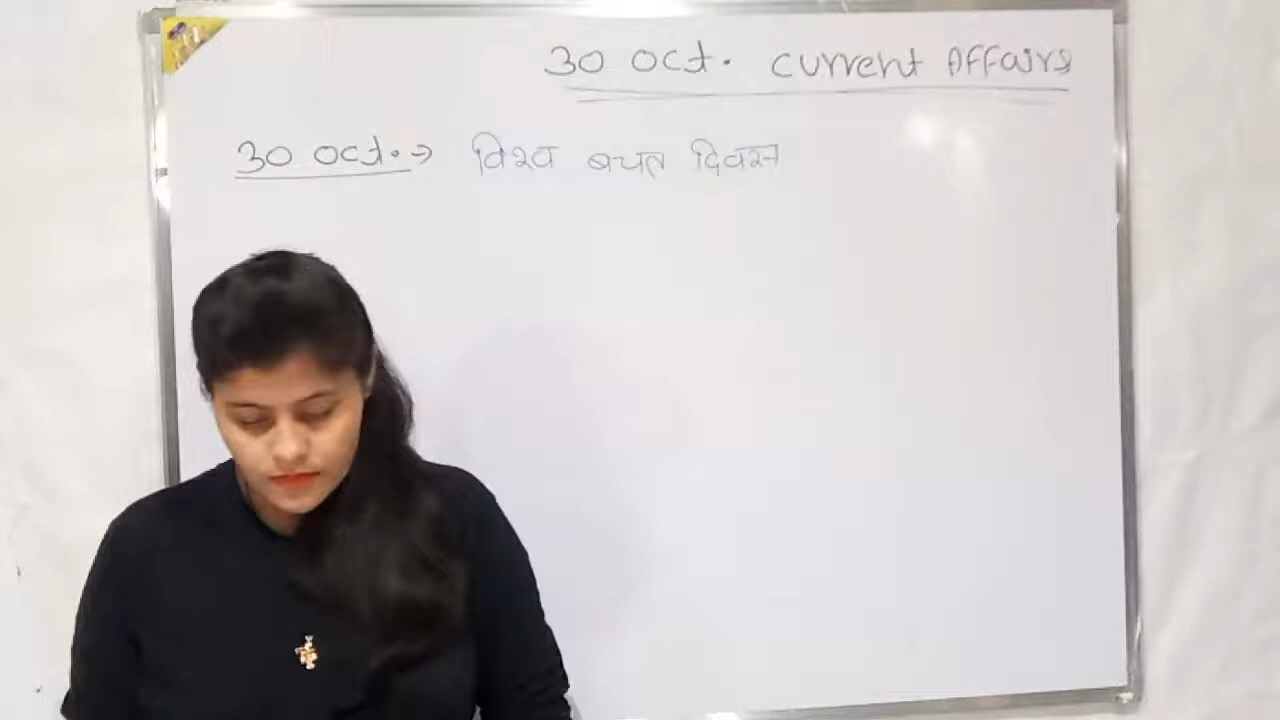 30 Oct. Current Affairs
30 Oct. → विश्व बचत दिवस